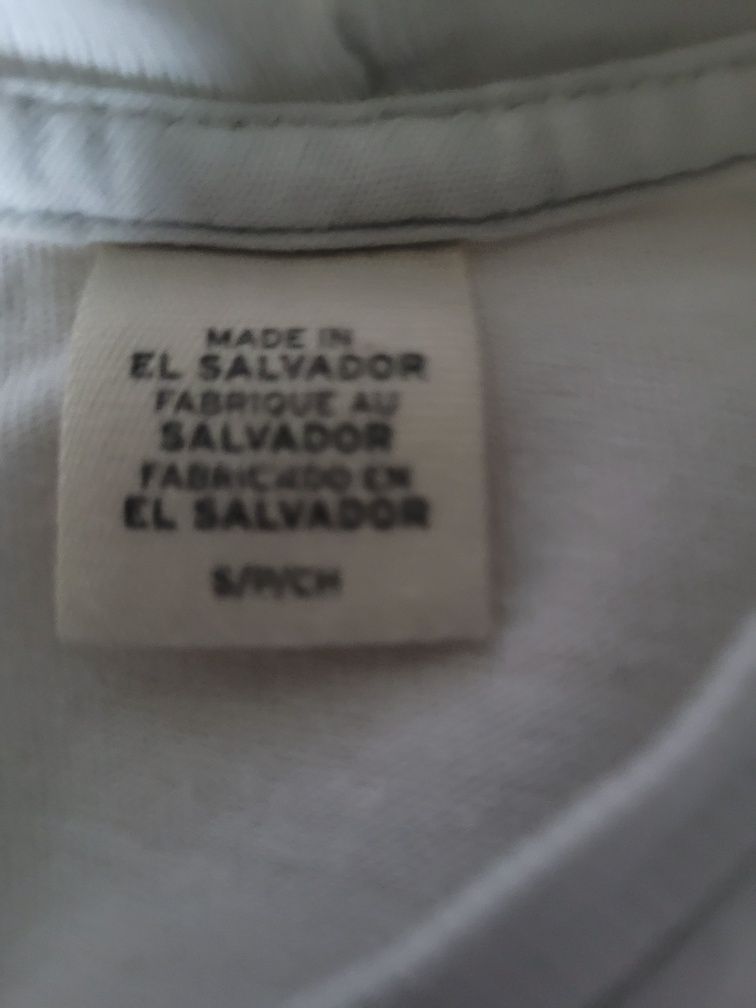 MADE IN
EL SALVADOR
FABRIQUE AU
SALVADOR
FABRICADO EN
EL SALVADOR
S/P/CH